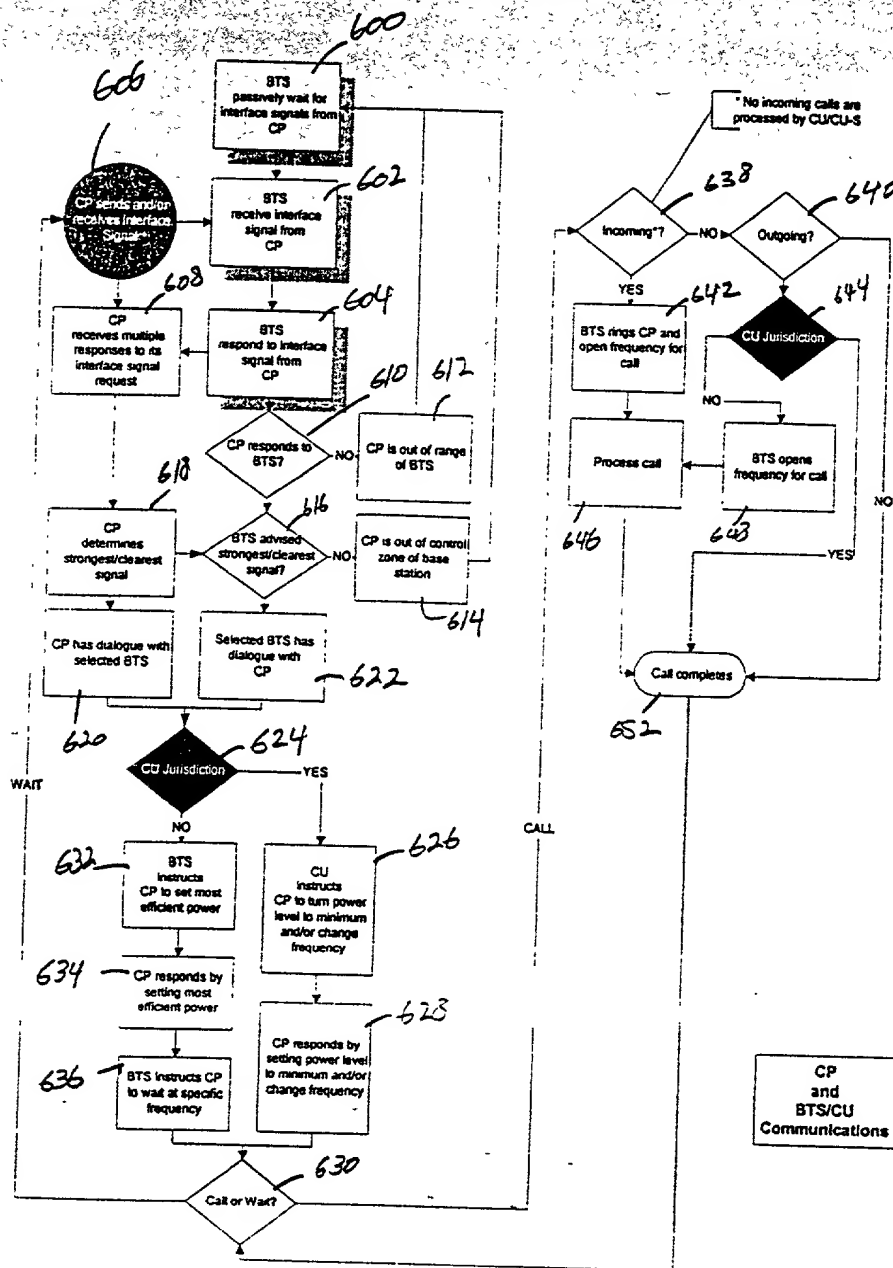 600
BTS
passively wait for
interface signals from
CP
606
CP sends and/or
receives Interface
Signal
602
BTS
receive interface
signal from
CP
608
CP
receives multiple
responses to its
interface signal
request
604
BTS
respond to interface
signal from
CP
610
CP responds to
BTS?
NO
612
CP is out of range
of BTS
618
CP
determines
strongest/clearest
signal
616
BTS advised
strongest/clearest
signal?
NO
CP is out of control
zone of base
station
614
CP has dialogue with
selected BTS
620
Selected BTS has
dialogue with
CP
622
624
CU Jurisdiction
YES
NO
WAIT
632
BTS
instructs
CP to set most
efficient power
626
CU
instructs
CP to turn power
level to minimum
and/or change
frequency
634
CP responds by
setting most
efficient power
628
CP responds by
setting power level
to minimum and/or
change frequency
636
BTS instructs CP
to wait at specific
frequency
630
Call or Wait?
CALL
* No incoming calls are
processed by CU/CU-S
638
Incoming*?
NO
640
Outgoing?
YES
642
BTS rings CP and
open frequency for
call
644
CU Jurisdiction
NO
Process call
646
BTS opens
frequency for call
648
NO
YES
Call completes
652
CP
and
BTS/CU
Communications